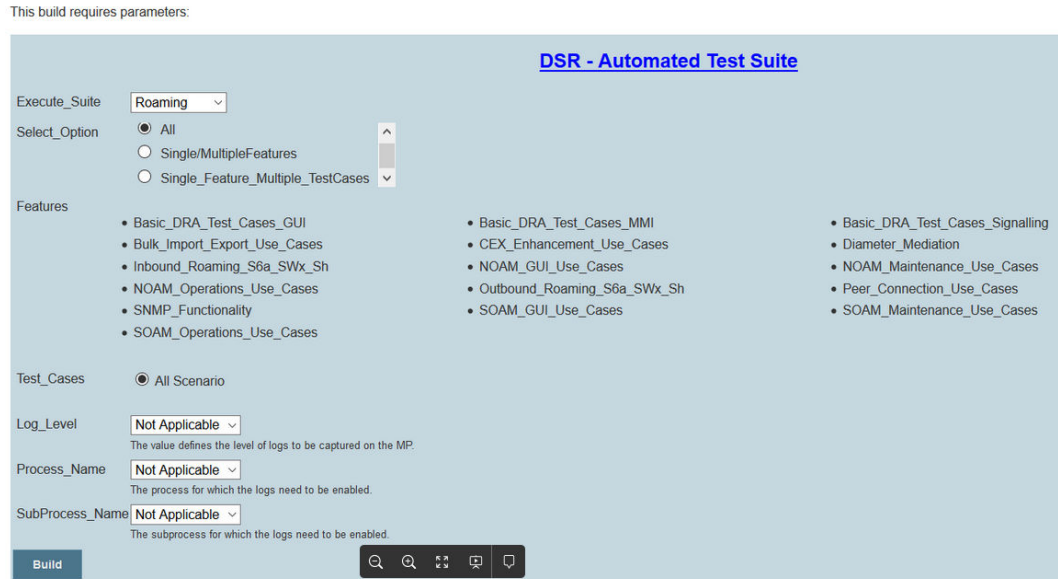 This build requires parameters:
DSR - Automated Test Suite
Execute_Suite Roaming
Select_Option All
Single/MultipleFeatures
Single_Feature_Multiple_TestCases
Features
Basic_DRA_Test_Cases_GUI Basic_DRA_Test_Cases_MMI Basic_DRA_Test_Cases_Signalling
Bulk_Import_Export_Use_Cases CEX_Enhancement_Use_Cases Diameter_Mediation
Inbound_Roaming_S6a_SWx_Sh NOAM_GUI_Use_Cases NOAM_Maintenance_Use_Cases
NOAM_Operations_Use_Cases Outbound_Roaming_S6a_SWx_Sh Peer_Connection_Use_Cases
SNMP_Functionality SOAM_GUI_Use_Cases SOAM_Maintenance_Use_Cases
SOAM_Operations_Use_Cases
Test_Cases All Scenario
Log_Level Not Applicable
The value defines the level of logs to be captured on the MP.
Process_Name Not Applicable
The process for which the logs need to be enabled.
SubProcess_Name Not Applicable
The subprocess for which the logs need to be enabled.
Build